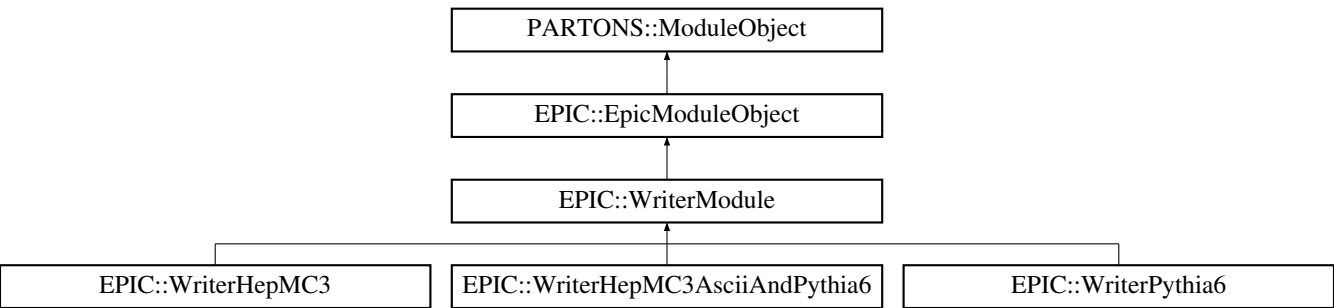 PARTONS::ModuleObject
EPIC::EpicModuleObject
EPIC::WriterModule
EPIC::WriterHepMC3
EPIC::WriterHepMC3AsciiAndPythia6
EPIC::WriterPythia6